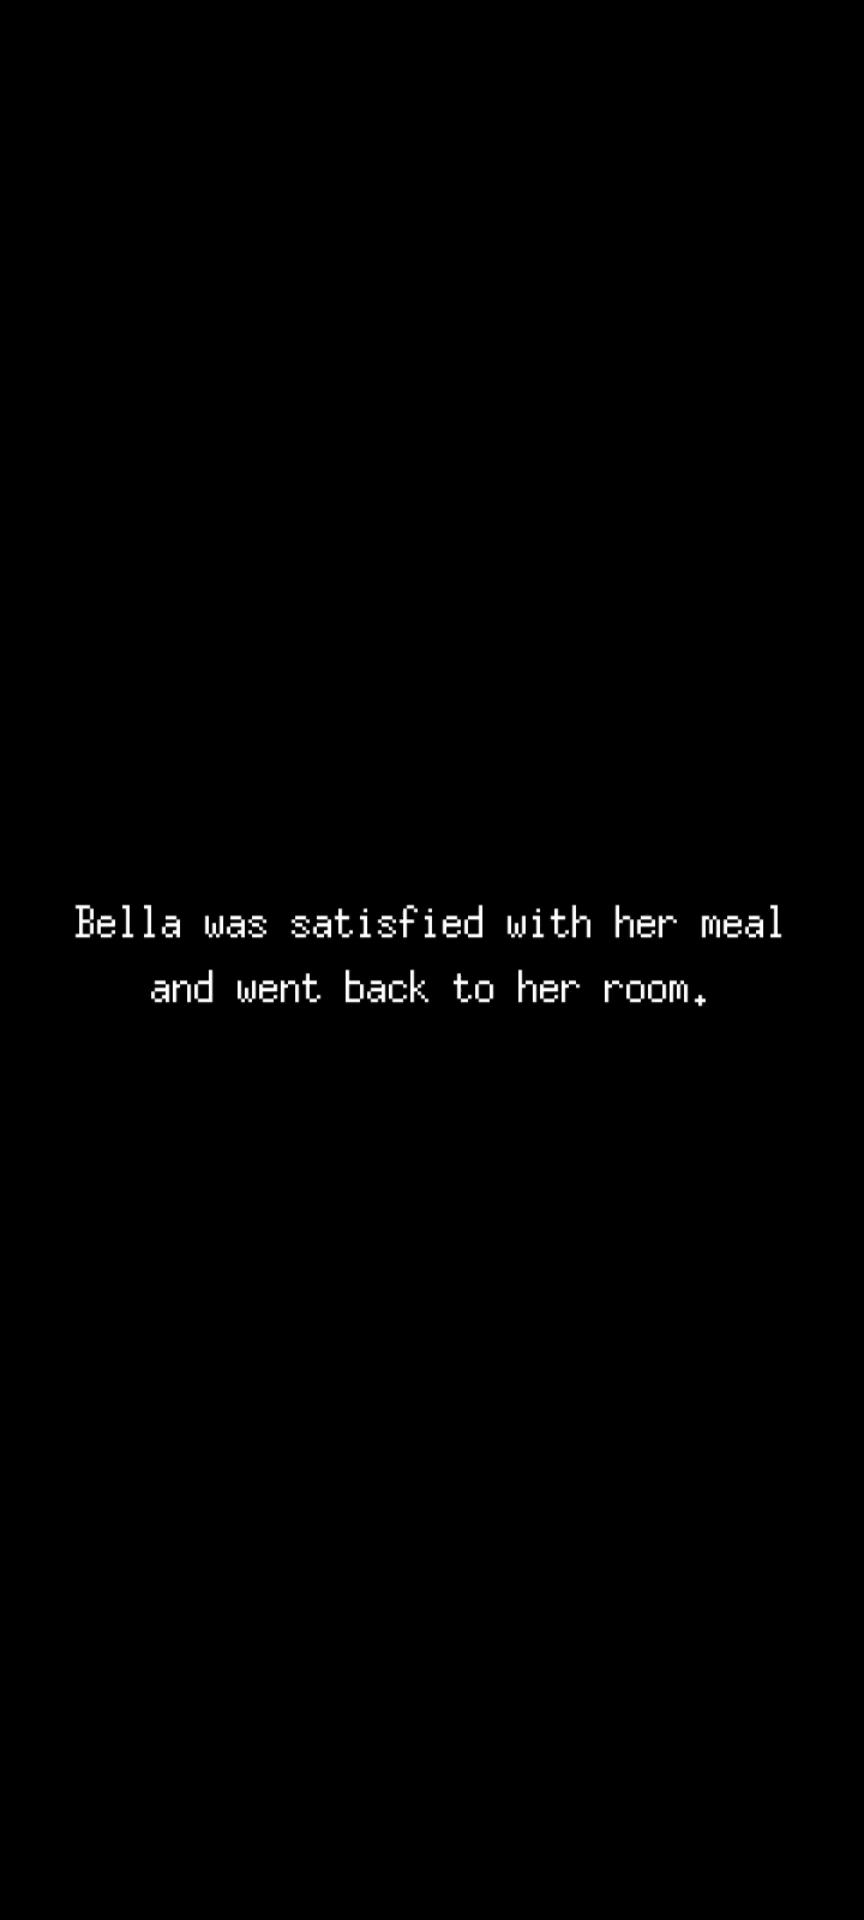 Bella was satisfied with her meal
and went back to her room.